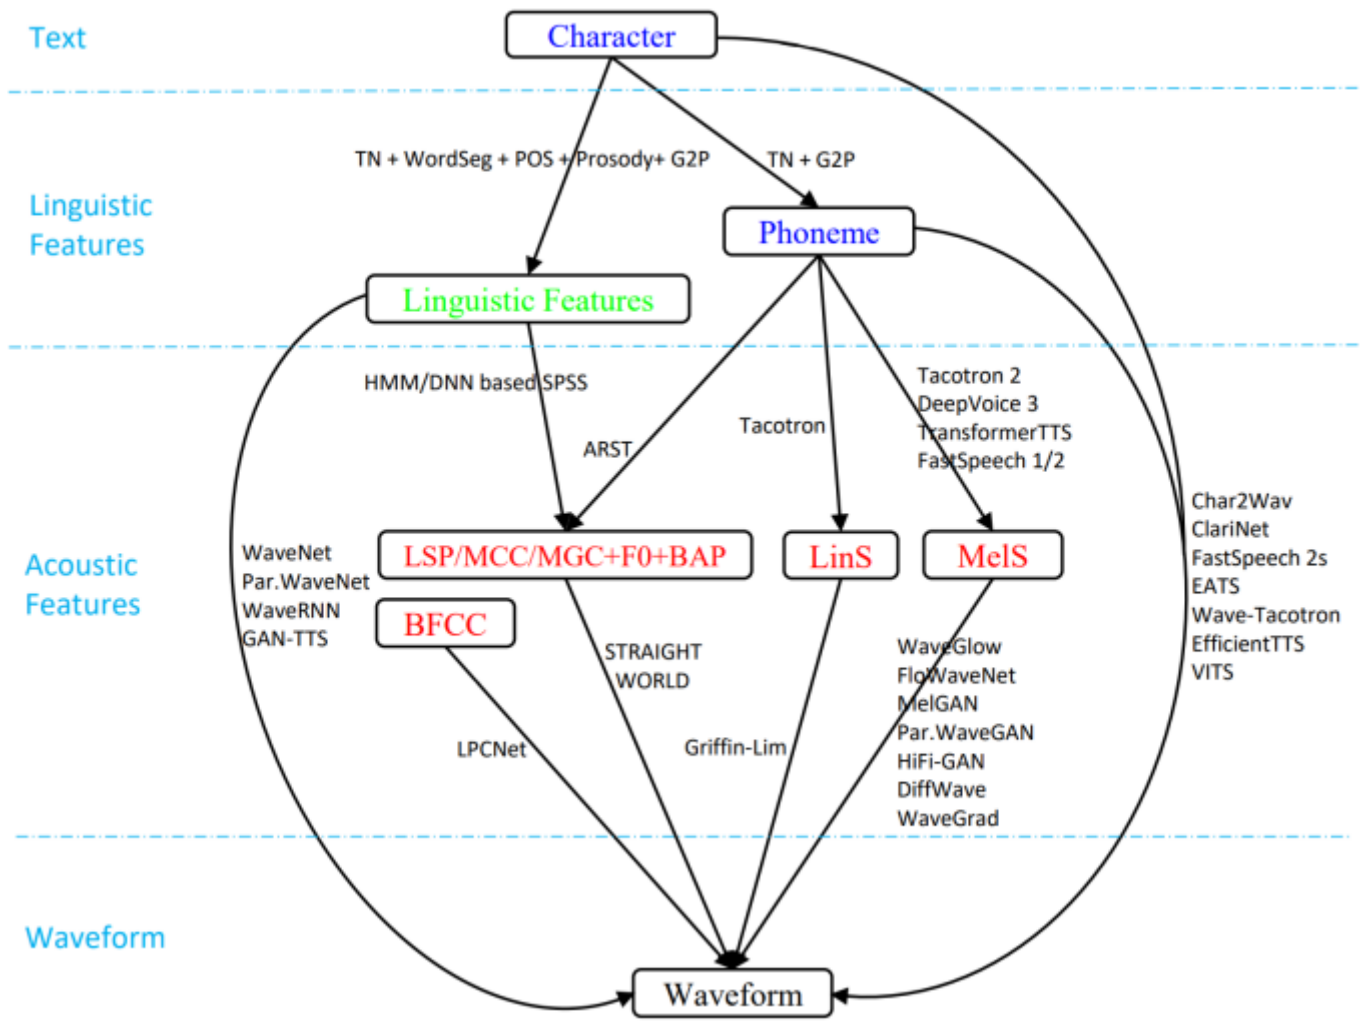 Text
Character
TN + WordSeg + POS + Prosody+ G2P
TN + G2P
Linguistic
Features
Phoneme
Linguistic Features
HMM/DNN based SPSS
ARST
Tacotron
Tacotron 2
DeepVoice 3
TransformerTTS
FastSpeech 1/2
Acoustic
Features
LSP/MCC/MGC+F0+BAP
LinS
MelS
BFCC
WaveNet
Par.WaveNet
WaveRNN
GAN-TTS
Char2Wav
ClariNet
FastSpeech 2s
EATS
Wave-Tacotron
EfficientTTS
VITS
LPCNet
STRAIGHT
WORLD
Griffin-Lim
WaveGlow
FloWaveNet
MelGAN
Par.WaveGAN
HiFi-GAN
DiffWave
WaveGrad
Waveform
Waveform